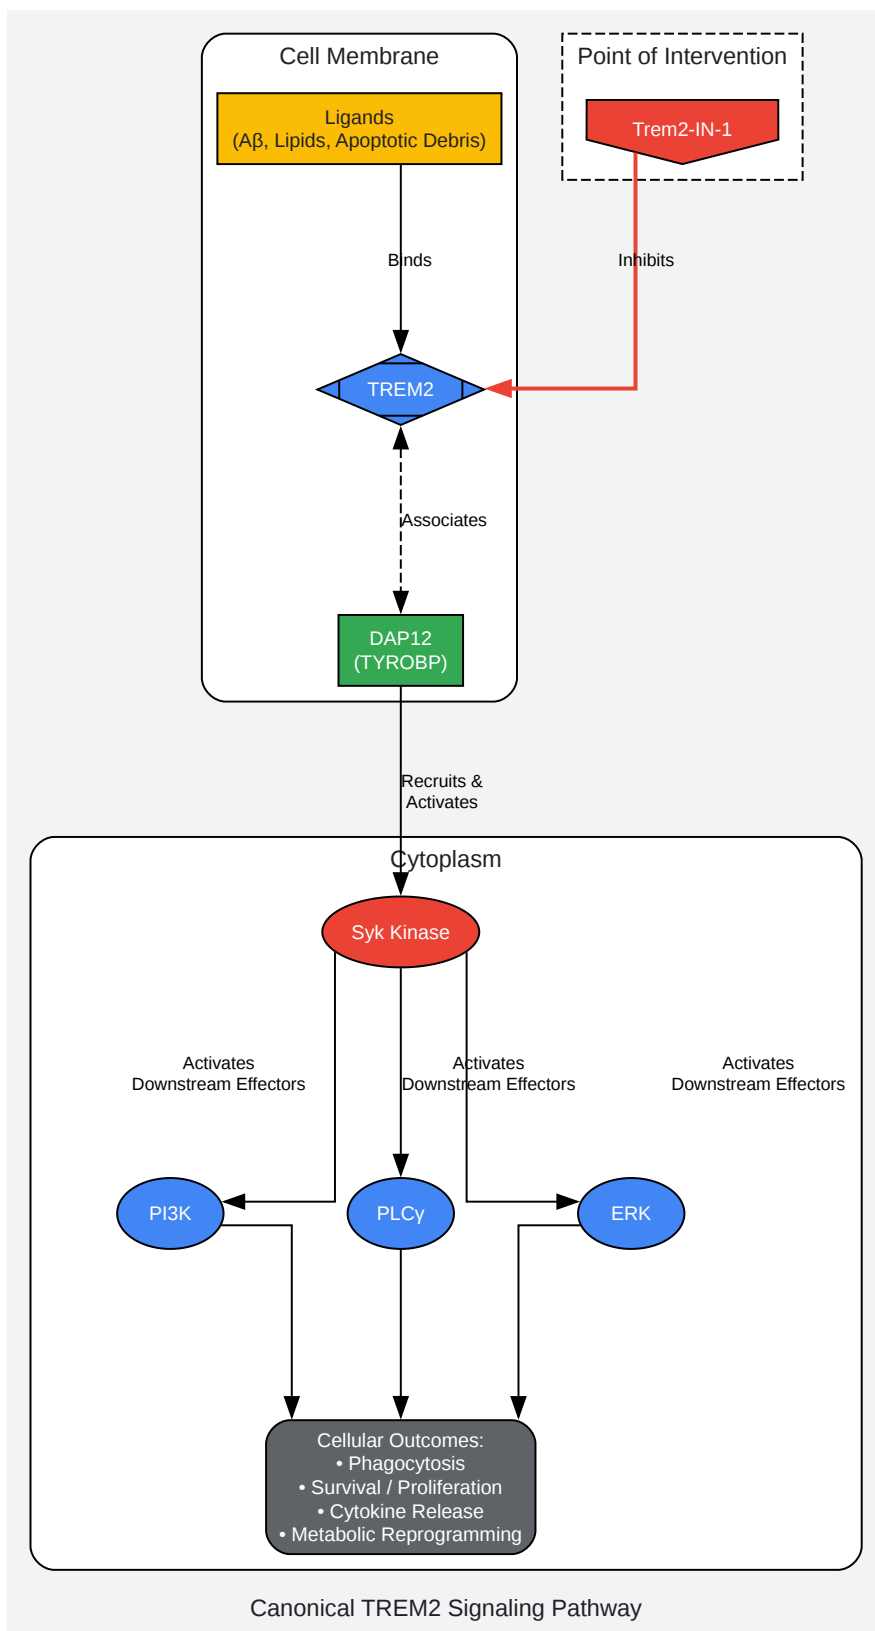 Cell Membrane
Point of Intervention
Ligands
(Aβ, Lipids, Apoptotic Debris)
Trem2-IN-1
Binds
Inhibits
TREM2
Associates
DAP12
(TYROBP)
Recruits &
Activates
Cytoplasm
Syk Kinase
Activates
Downstream Effectors
Activates
Downstream Effectors
Activates
Downstream Effectors
PI3K
PLCγ
ERK
Cellular Outcomes:
• Phagocytosis
• Survival / Proliferation
• Cytokine Release
• Metabolic Reprogramming
Canonical TREM2 Signaling Pathway